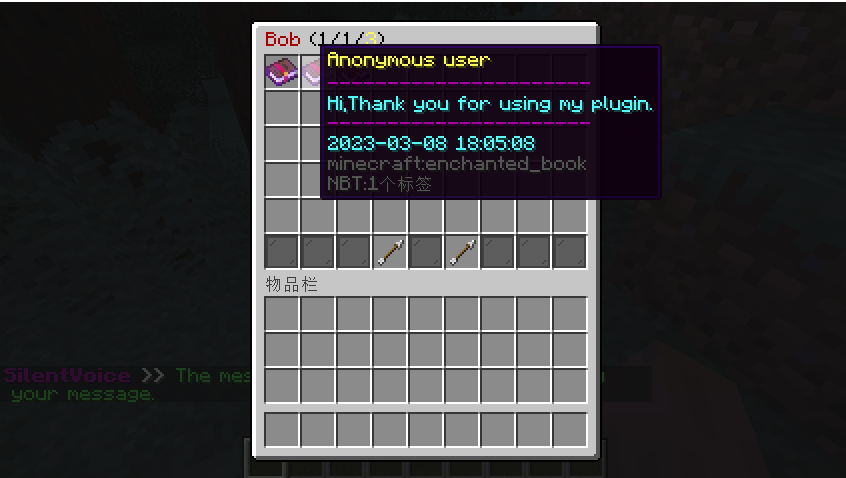 Bob (1/1/3)
Anonymous user
Hi,Thank you for using my plugin.
2023-03-08 18:05:08
minecraft:enchanted_book
NBT:1个标签
物品栏
SilentVoice >> The
your message.